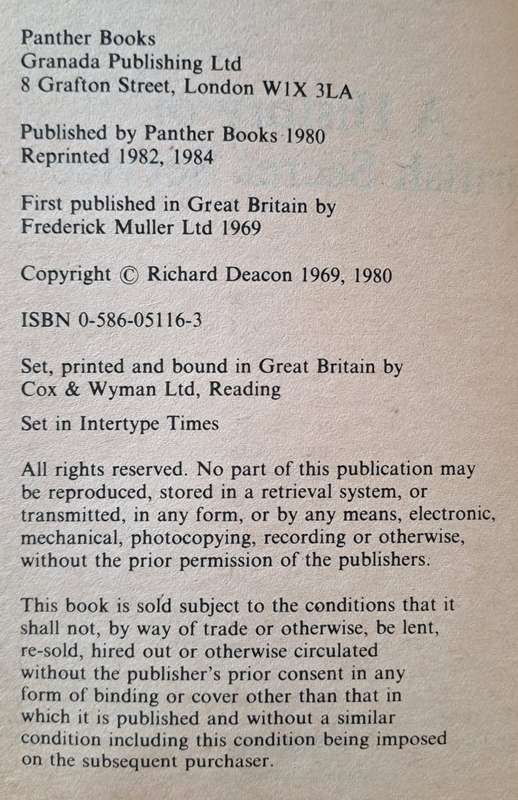 Panther Books
Granada Publishing Ltd
8 Grafton Street, London W1X 3LA
Published by Panther Books 1980
Reprinted 1982, 1984
First published in Great Britain by
Frederick Muller Ltd 1969
Copyright © Richard Deacon 1969, 1980
ISBN 0-586-05116-3
Set, printed and bound in Great Britain by
Cox & Wyman Ltd, Reading
Set in Intertype Times
All rights reserved. No part of this publication may
be reproduced, stored in a retrieval system, or
transmitted, in any form, or by any means, electronic,
mechanical, photocopying, recording or otherwise,
without the prior permission of the publishers.
This book is sold subject to the conditions that it
shall not, by way of trade or otherwise, be lent,
re-sold, hired out or otherwise circulated
without the publisher's prior consent in any
form of binding or cover other than that in
which it is published and without a similar
condition including this condition being imposed
on the subsequent purchaser.